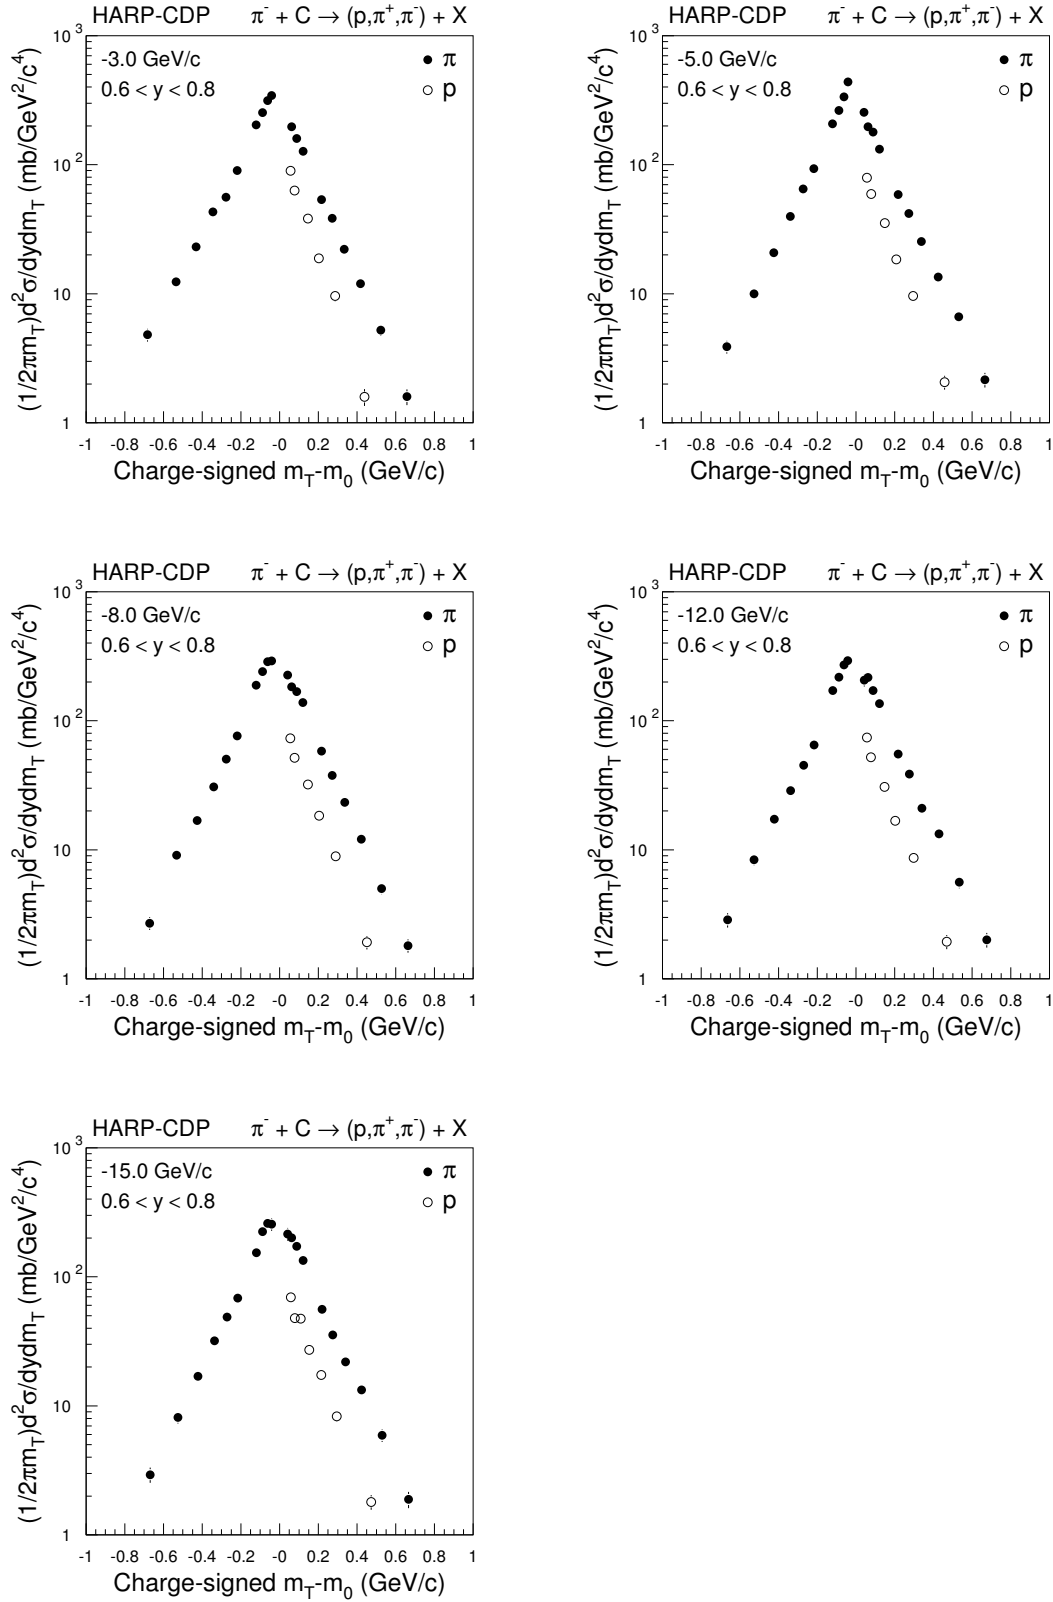 HARP-CDP π⁻ + C → (p,π⁺,π⁻) + X
-3.0 GeV/c π
0.6 < y < 0.8 p
(1/2πm_T)d²σ/dydm_T (mb/GeV²/c⁴)
10³
10²
10
1
-1 -0.8 -0.6 -0.4 -0.2 -0 0.2 0.4 0.6 0.8 1
Charge-signed m_T-m_0 (GeV/c)
HARP-CDP π⁻ + C → (p,π⁺,π⁻) + X
-5.0 GeV/c π
0.6 < y < 0.8 p
(1/2πm_T)d²σ/dydm_T (mb/GeV²/c⁴)
10³
10²
10
1
-1 -0.8 -0.6 -0.4 -0.2 -0 0.2 0.4 0.6 0.8 1
Charge-signed m_T-m_0 (GeV/c)
HARP-CDP π⁻ + C → (p,π⁺,π⁻) + X
-8.0 GeV/c π
0.6 < y < 0.8 p
(1/2πm_T)d²σ/dydm_T (mb/GeV²/c⁴)
10³
10²
10
1
-1 -0.8 -0.6 -0.4 -0.2 -0 0.2 0.4 0.6 0.8 1
Charge-signed m_T-m_0 (GeV/c)
HARP-CDP π⁻ + C → (p,π⁺,π⁻) + X
-12.0 GeV/c π
0.6 < y < 0.8 p
(1/2πm_T)d²σ/dydm_T (mb/GeV²/c⁴)
10³
10²
10
1
-1 -0.8 -0.6 -0.4 -0.2 -0 0.2 0.4 0.6 0.8 1
Charge-signed m_T-m_0 (GeV/c)
HARP-CDP π⁻ + C → (p,π⁺,π⁻) + X
-15.0 GeV/c π
0.6 < y < 0.8 p
(1/2πm_T)d²σ/dydm_T (mb/GeV²/c⁴)
10³
10²
10
1
-1 -0.8 -0.6 -0.4 -0.2 -0 0.2 0.4 0.6 0.8 1
Charge-signed m_T-m_0 (GeV/c)